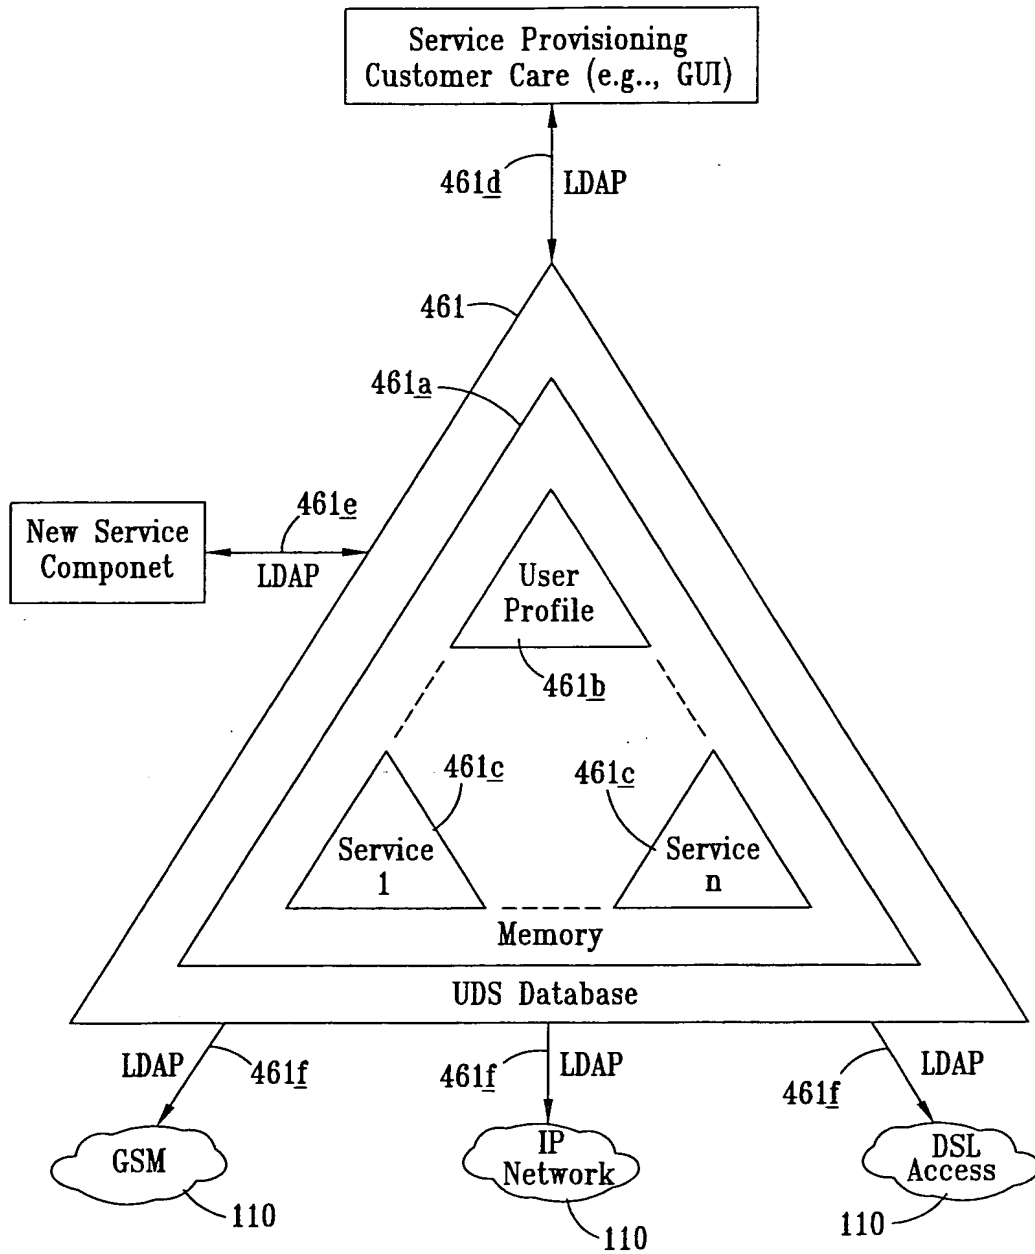 Service Provisioning
Customer Care (e.g.., GUI)
461d
LDAP
461
461a
461e
New Service
Componet
LDAP
User
Profile
461b
461c
461c
Service
1
Service
n
Memory
UDS Database
LDAP
461f
461f
LDAP
461f
LDAP
GSM
IP
Network
DSL
Access
110
110
110